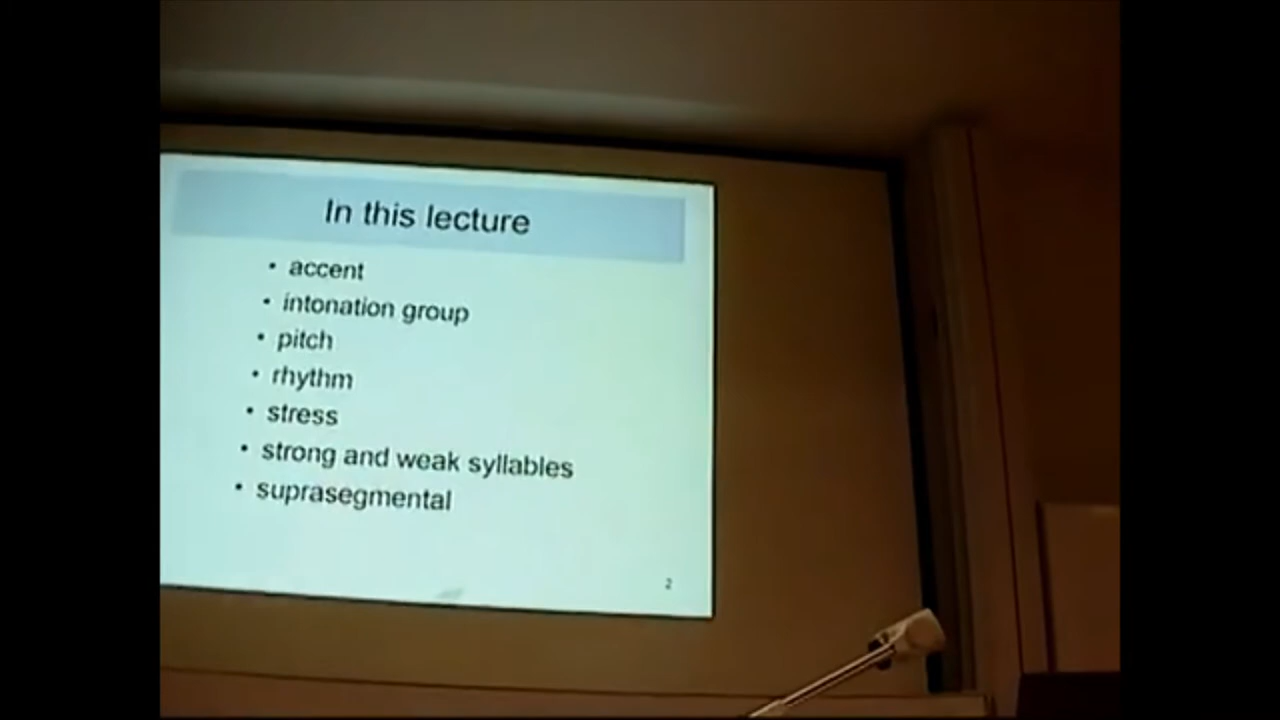 In this lecture
• accent
• intonation group
• pitch
• rhythm
• stress
• strong and weak syllables
• suprasegmental
2